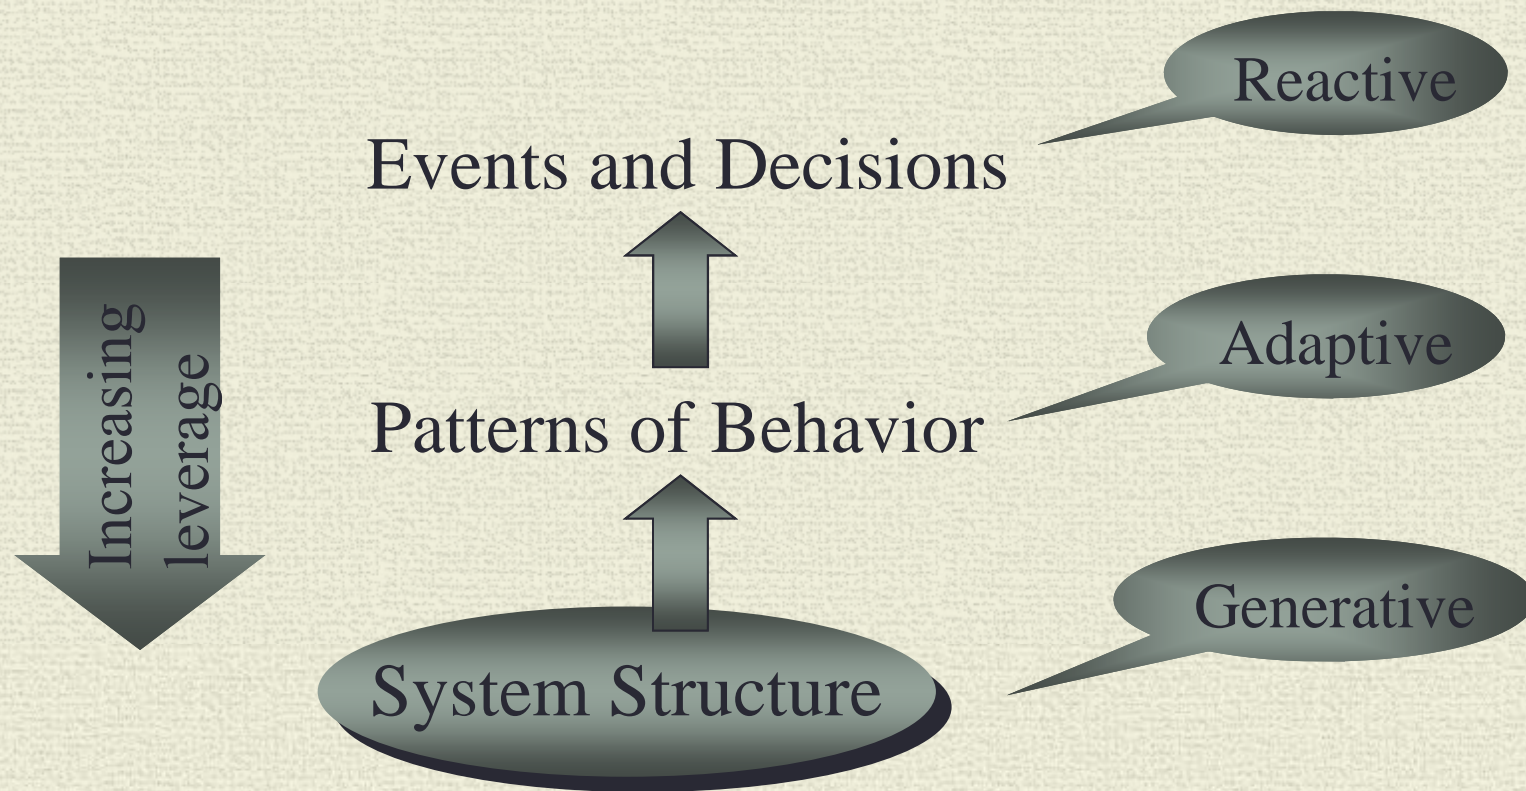 Reactive
Events and Decisions
Increasing
leverage
Adaptive
Patterns of Behavior
Generative
System Structure